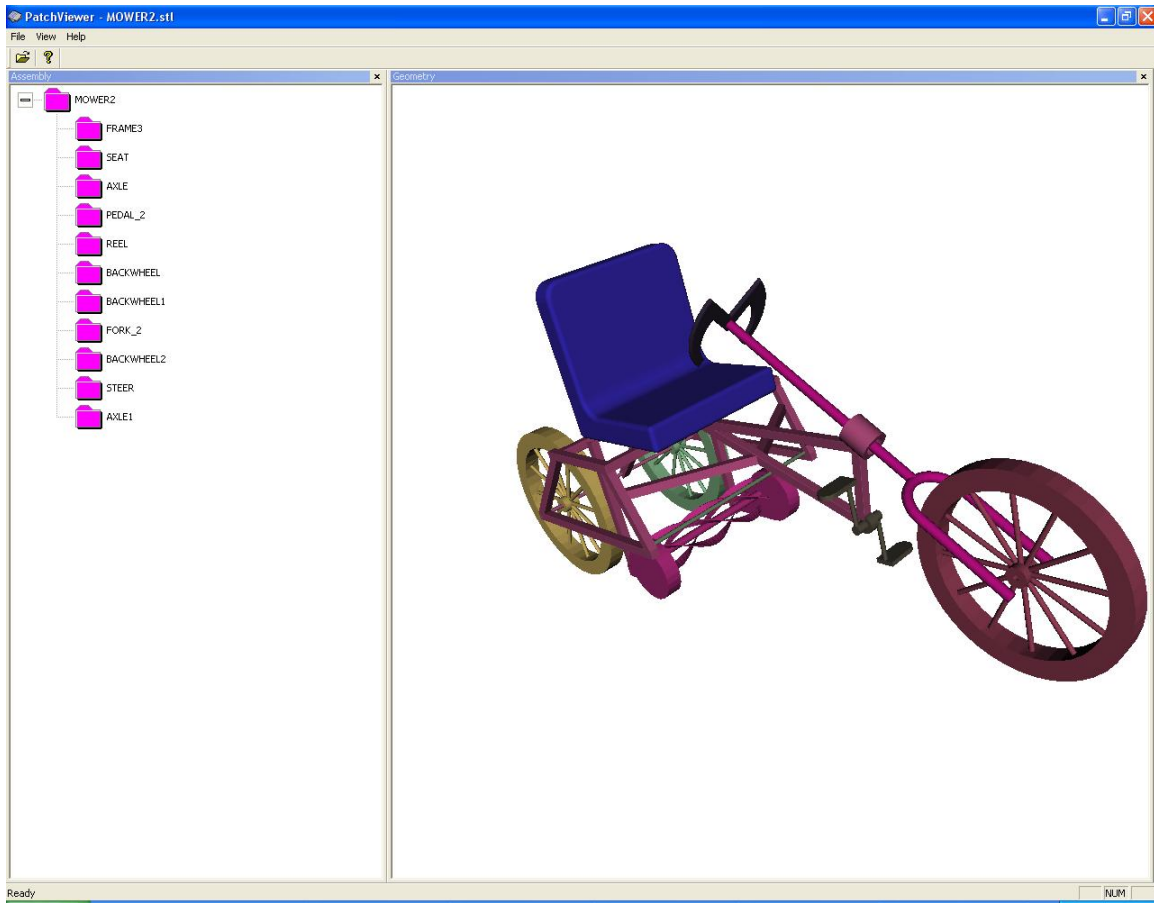 PatchViewer - MOWER2.stl
File View Help
Assembly
Geometry
MOWER2
FRAME3
SEAT
AXLE
PEDAL_2
REEL
BACKWHEEL
BACKWHEEL1
FORK_2
BACKWHEEL2
STEER
AXLE1
Ready
NUM